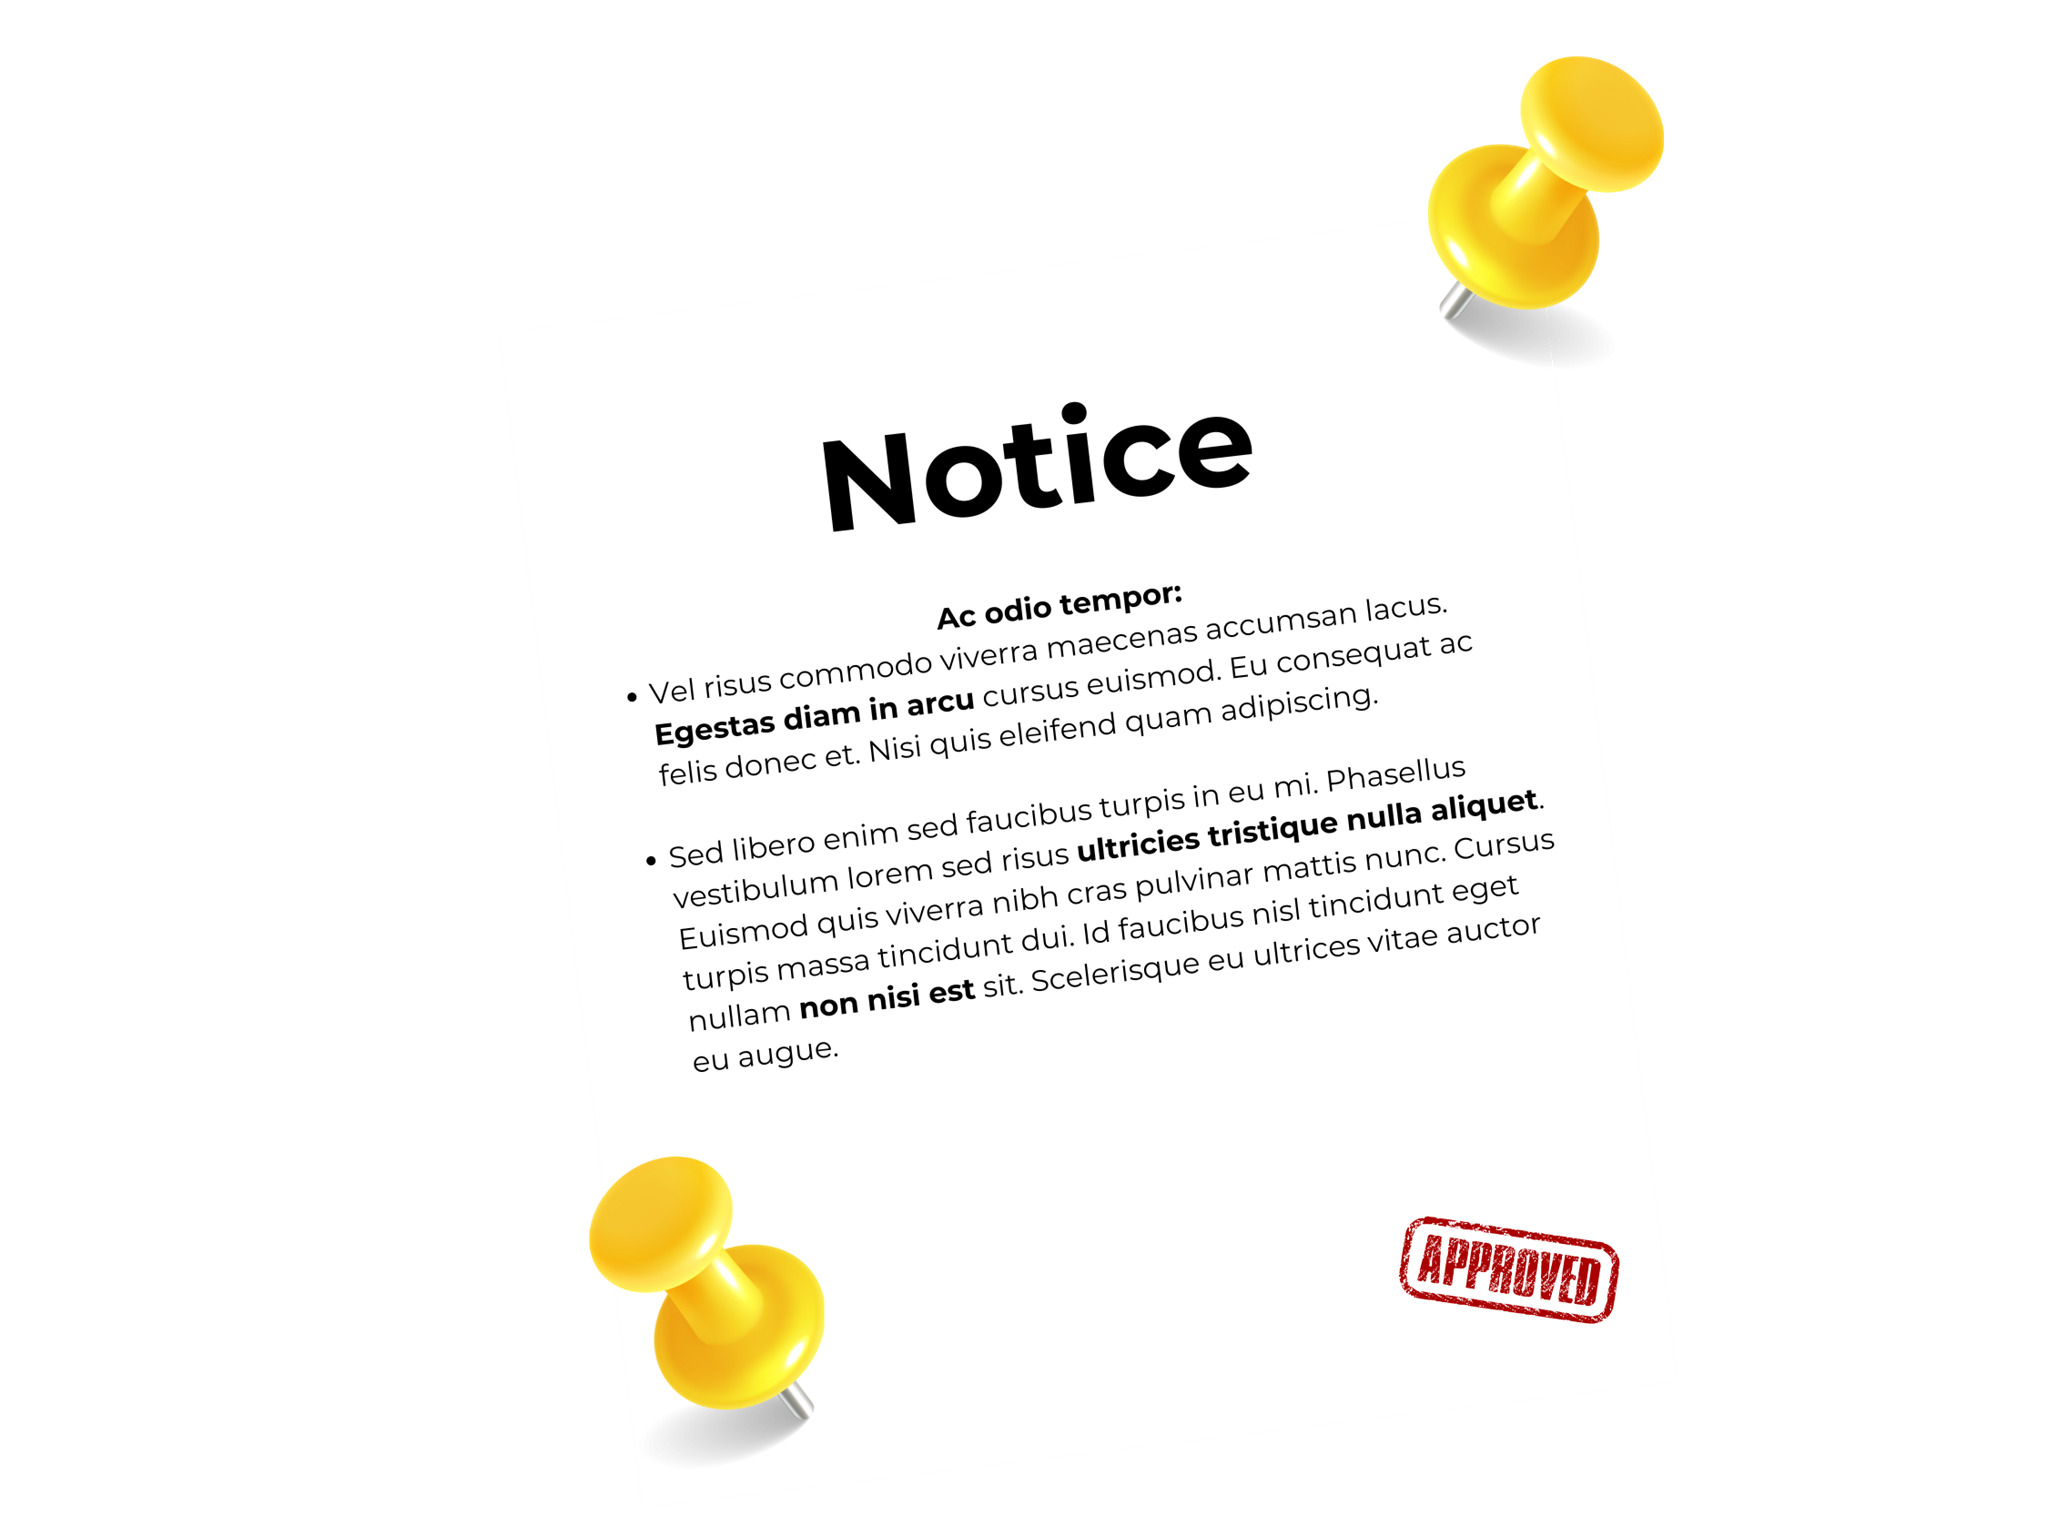 Notice
Ac odio tempor:
• Vel risus commodo viverra maecenas accumsan lacus.
Egestas diam in arcu cursus euismod. Eu consequat ac
felis donec et. Nisi quis eleifend quam adipiscing.
• Sed libero enim sed faucibus turpis in eu mi. Phasellus
vestibulum lorem sed risus ultricies tristique nulla aliquet.
Euismod quis viverra nibh cras pulvinar mattis nunc. Cursus
turpis massa tincidunt dui. Id faucibus nisl tincidunt eget
nullam non nisi est sit. Scelerisque eu ultrices vitae auctor
eu augue.
APPROVED